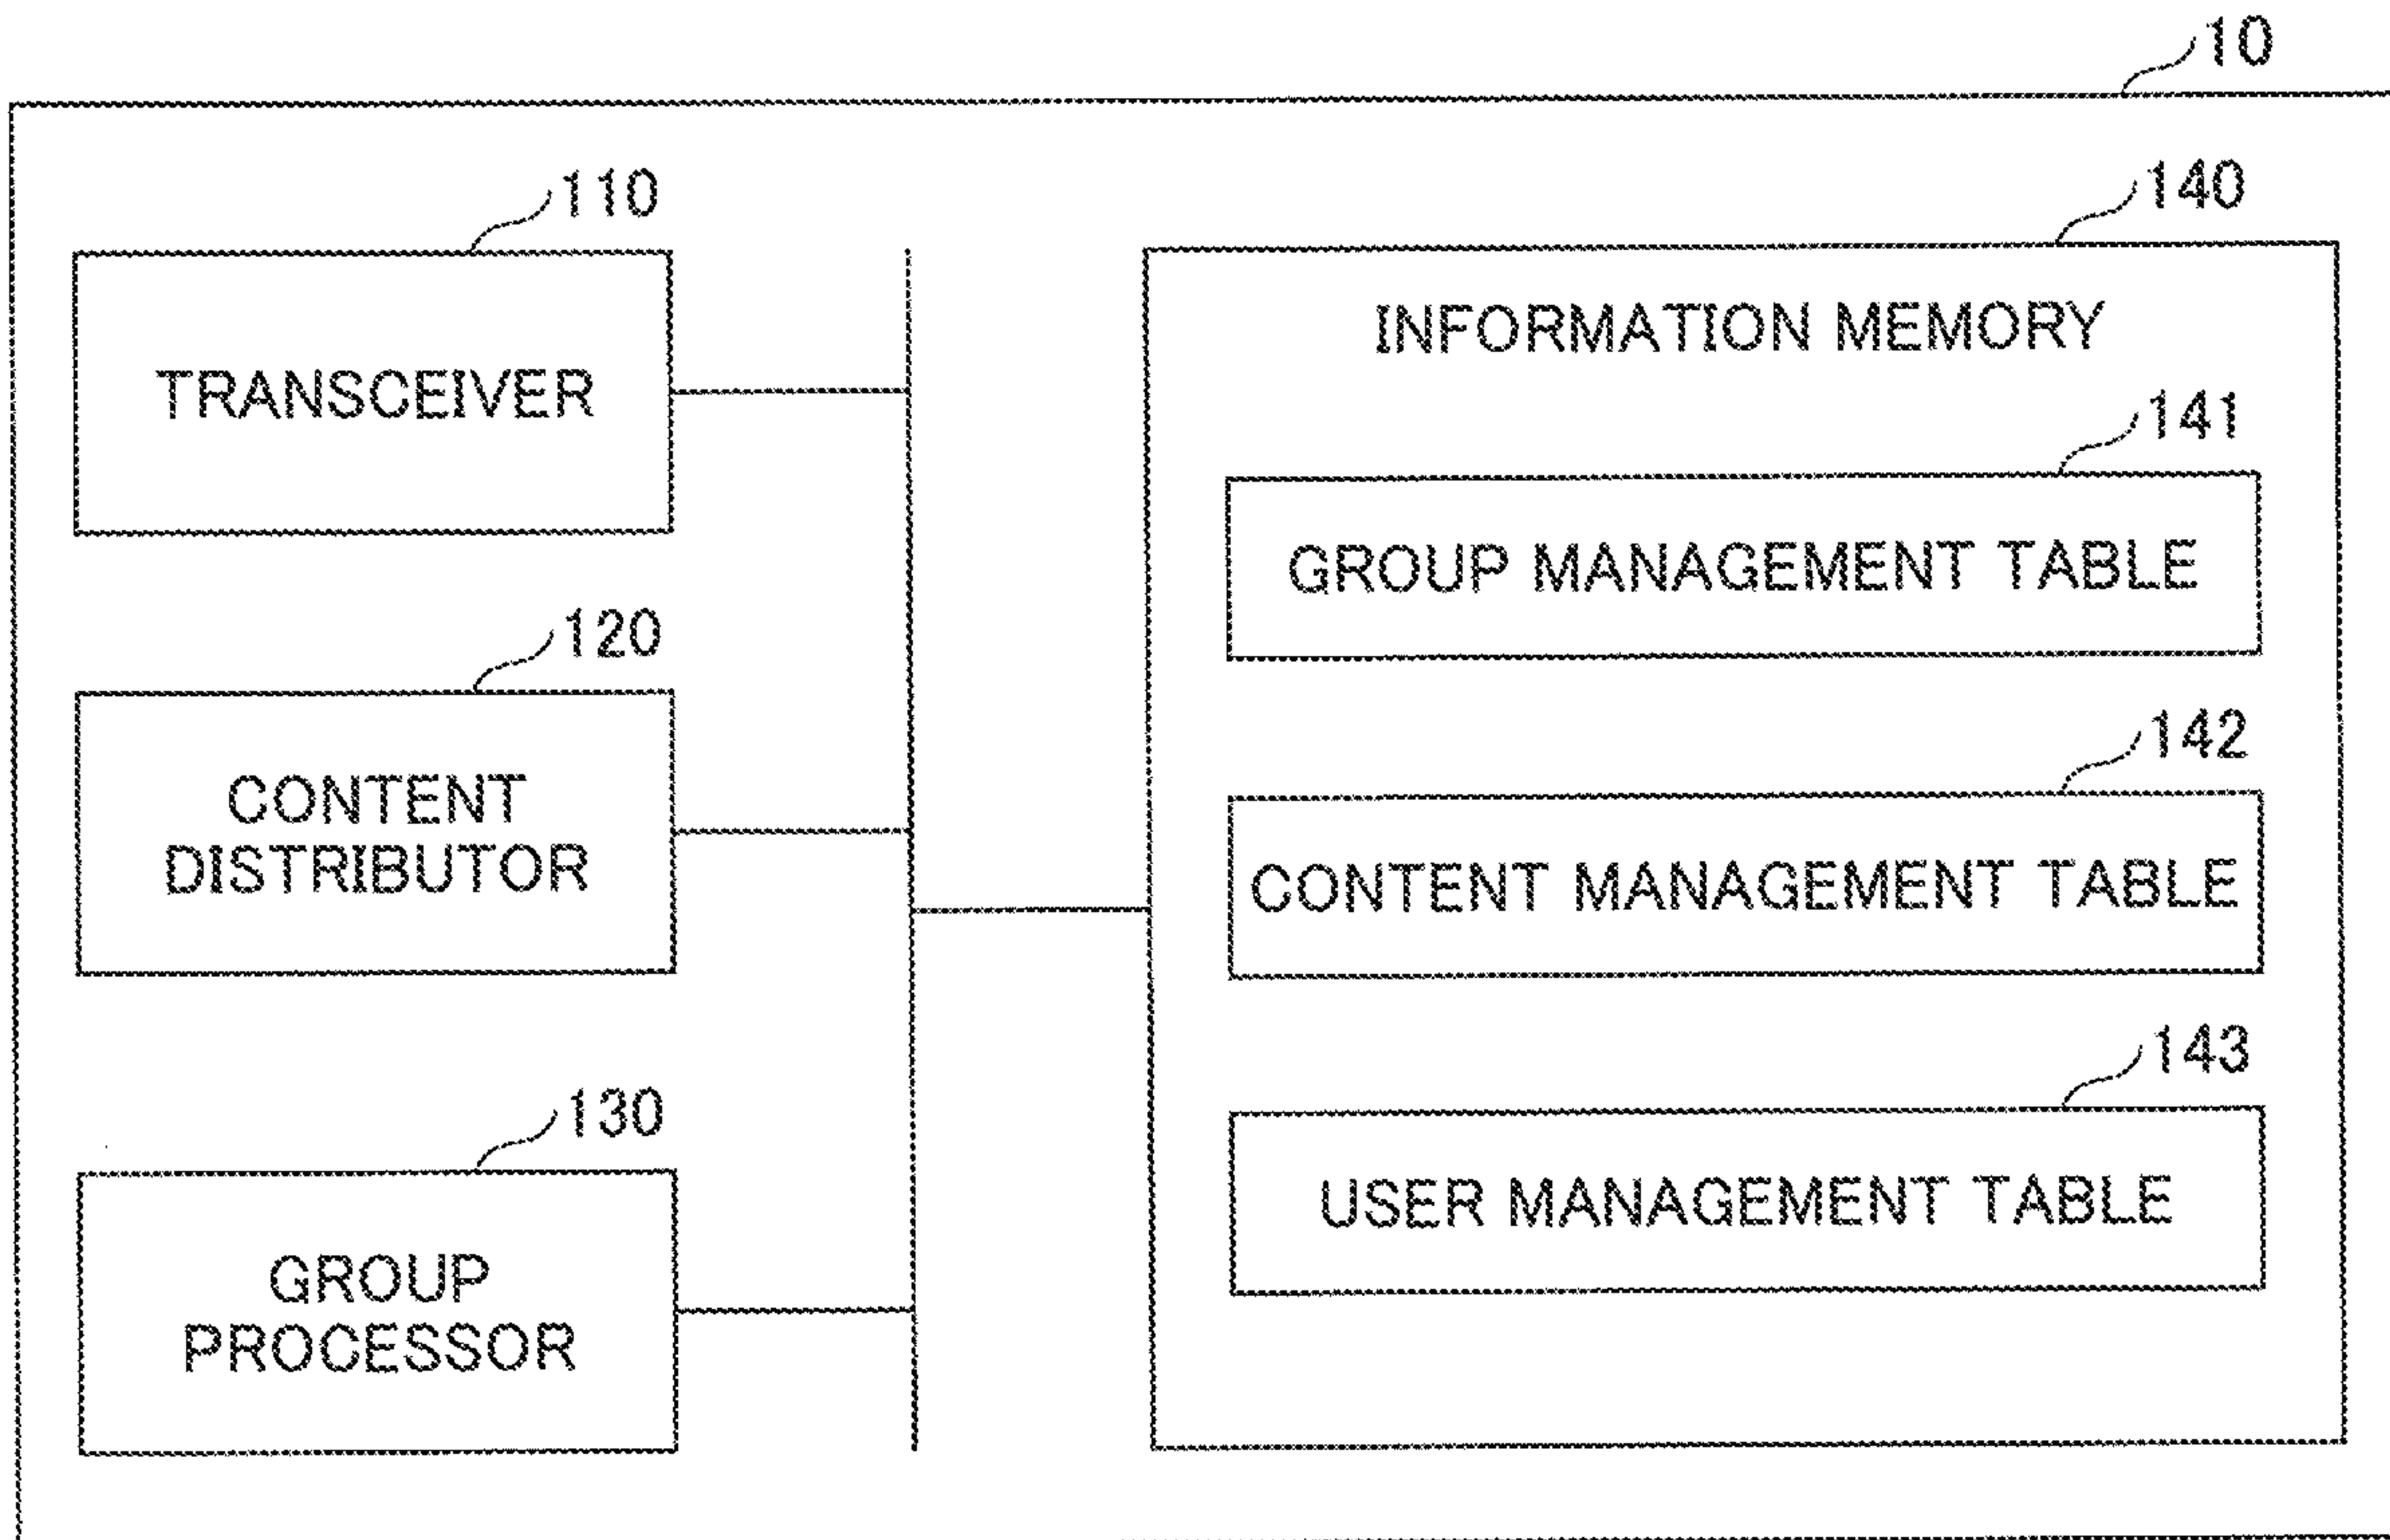 10
110
TRANSCEIVER
120
CONTENT
DISTRIBUTOR
130
GROUP
PROCESSOR
140
INFORMATION MEMORY
141
GROUP MANAGEMENT TABLE
142
CONTENT MANAGEMENT TABLE
143
USER MANAGEMENT TABLE